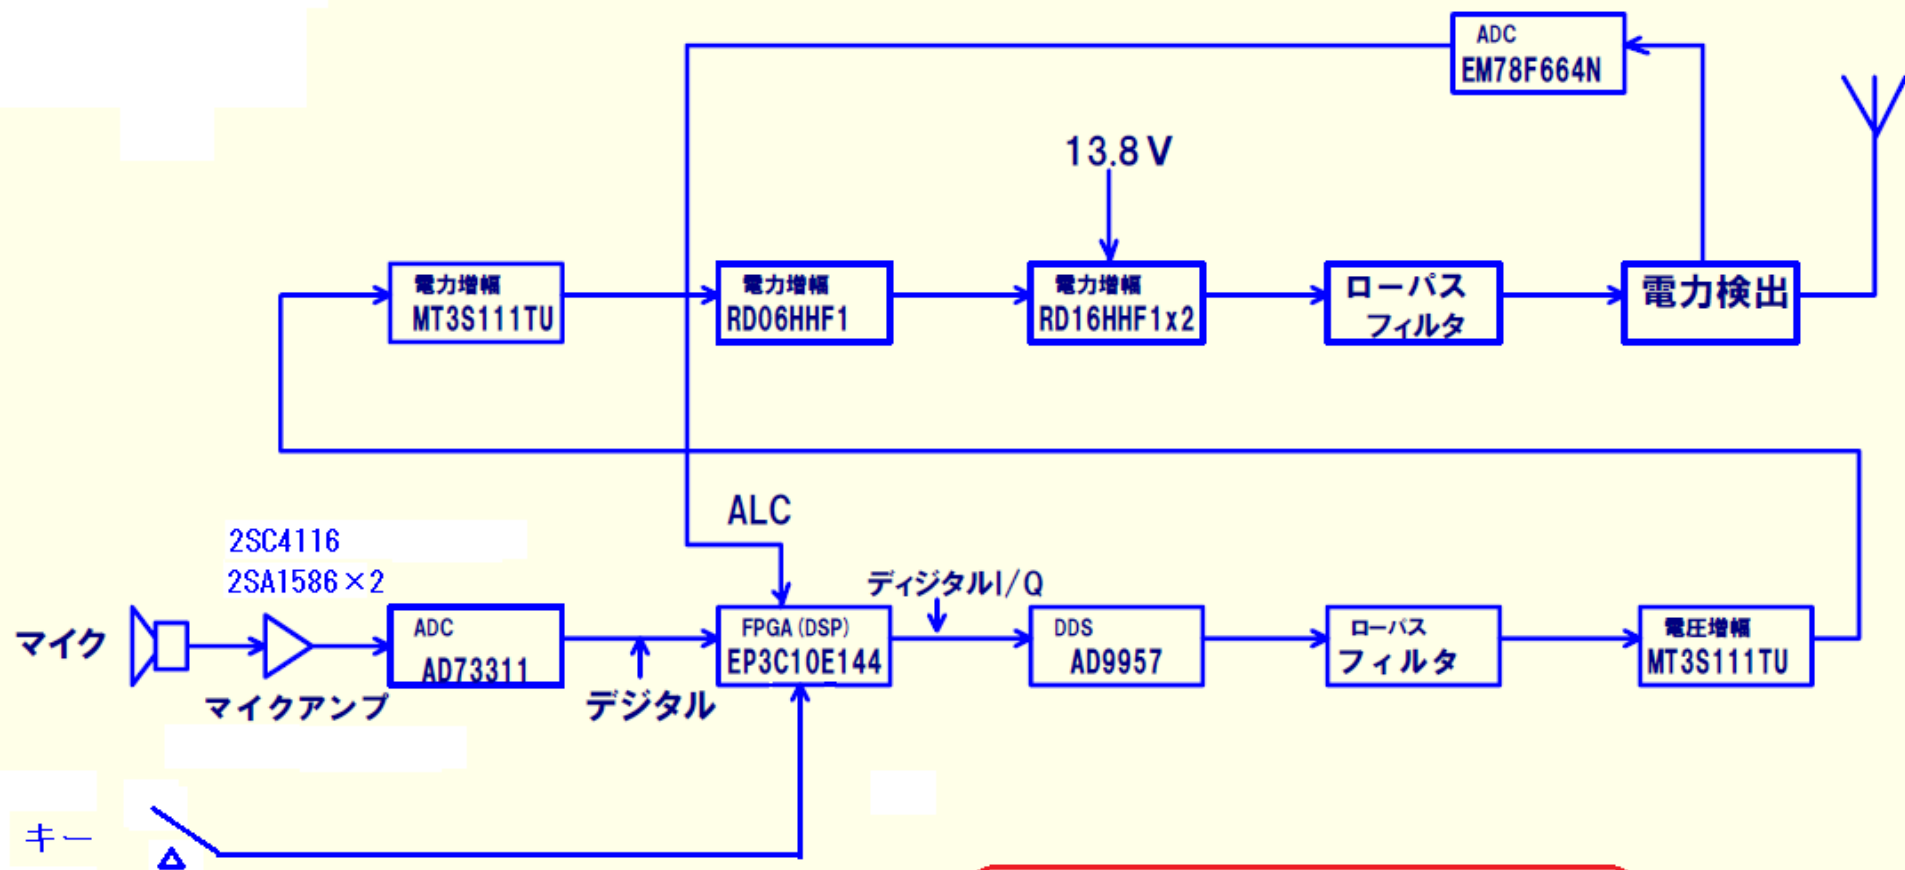 ADC
EM78F664N
13.8V
電力増幅
MT3S111TU
電力増幅
RD06HHF1
電力増幅
RD16HHF1x2
ローパス
フィルタ
電力検出
ALC
2SC4116
2SA1586×2
ディジタルI/Q
マイク
ADC
AD73311
FPGA(DSP)
EP3C10E144
DDS
AD9957
ローパス
フィルタ
電圧増幅
MT3S111TU
マイクアンプ
デジタル
キー